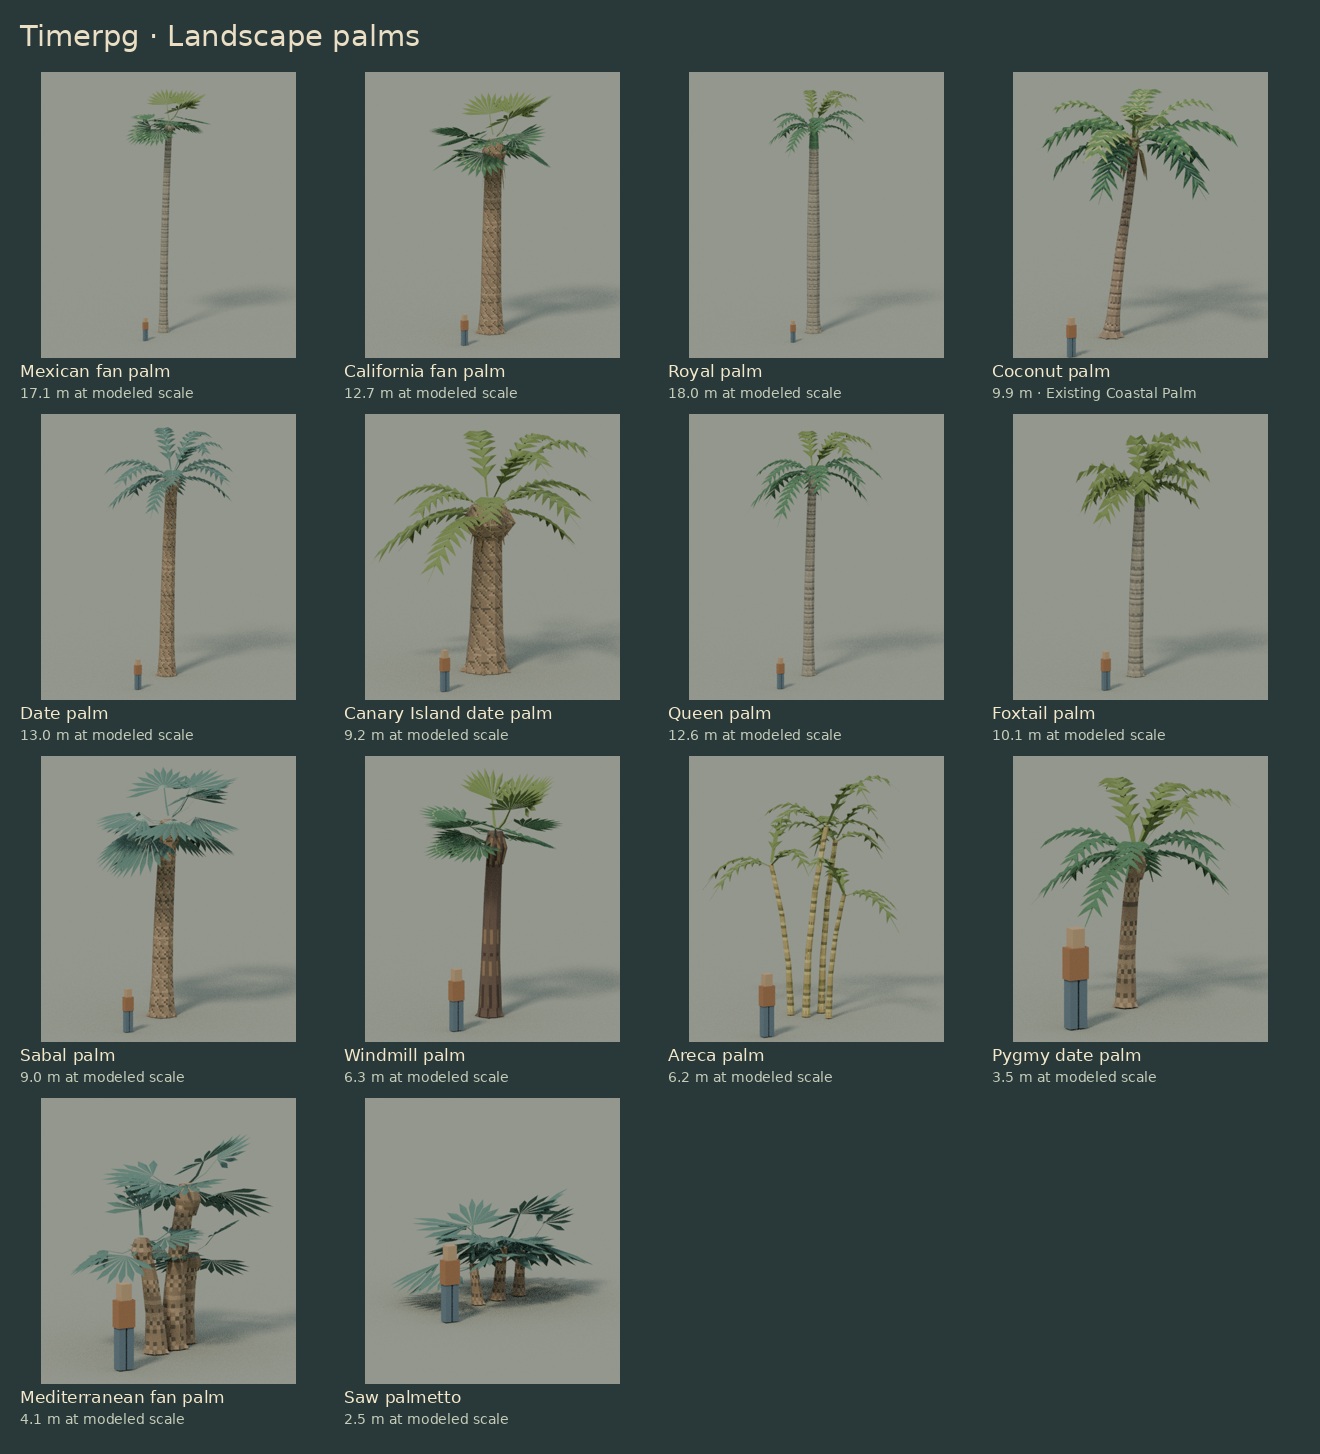 Timerpg · Landscape palms
Mexican fan palm
17.1 m at modeled scale
California fan palm
12.7 m at modeled scale
Royal palm
18.0 m at modeled scale
Coconut palm
9.9 m · Existing Coastal Palm
Date palm
13.0 m at modeled scale
Canary Island date palm
9.2 m at modeled scale
Queen palm
12.6 m at modeled scale
Foxtail palm
10.1 m at modeled scale
Sabal palm
9.0 m at modeled scale
Windmill palm
6.3 m at modeled scale
Areca palm
6.2 m at modeled scale
Pygmy date palm
3.5 m at modeled scale
Mediterranean fan palm
4.1 m at modeled scale
Saw palmetto
2.5 m at modeled scale